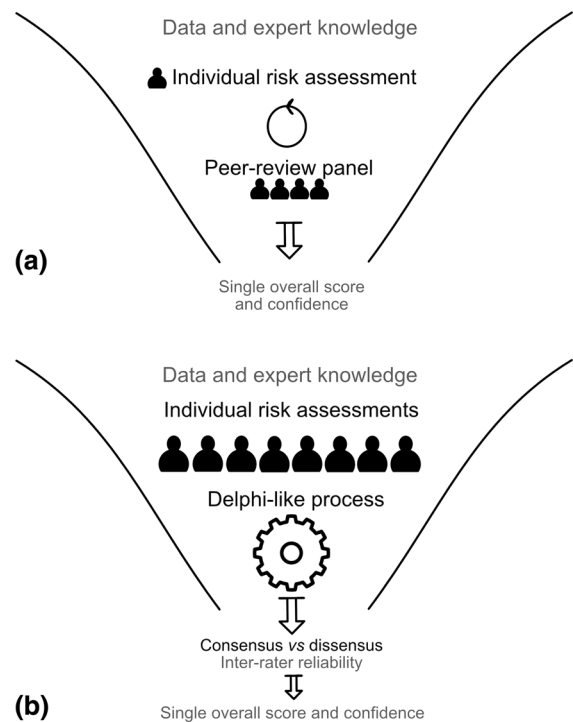 Data and expert knowledge
Individual risk assessment
Peer-review panel
(a)
Single overall score
and confidence
Data and expert knowledge
Individual risk assessments
Delphi-like process
Consensus vs dissensus
Inter-rater reliability
(b)
Single overall score and confidence